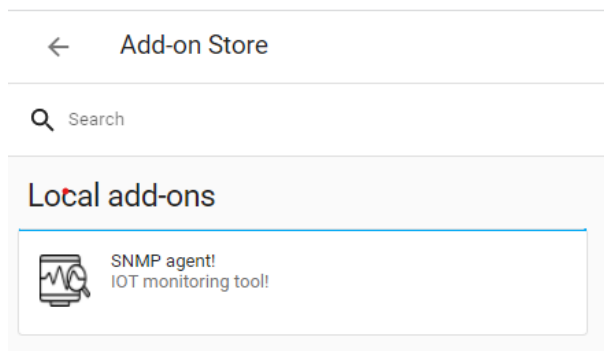 Add-on Store
Search
Local add-ons
SNMP agent!
IOT monitoring tool!